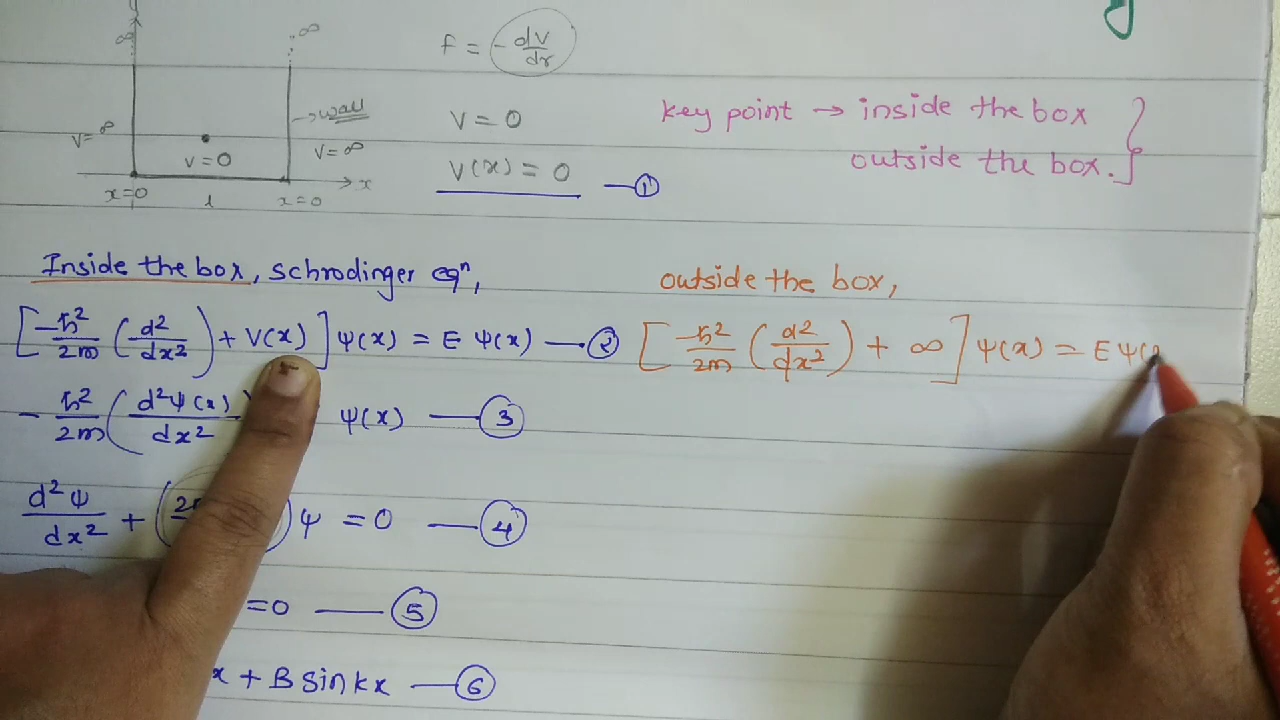 ∞ ∞
V=∞ V=0 → wall V=∞
x=0 l x=0 x
f = -dV/dr
V = 0
V(x) = 0 —①
key point → inside the box
outside the box.
Inside the box, schrodinger eqⁿ,
[-ħ²/2m (d²/dx²) + V(x)] ψ(x) = E ψ(x) —②
-ħ²/2m (d²ψ(x)/dx² ψ(x) —③
d²ψ/dx² + ( )ψ = 0 —④
=0 —⑤
x + B sin kx —⑥
outside the box,
[-ħ²/2m (d²/dx²) + ∞] ψ(x) = E ψ(